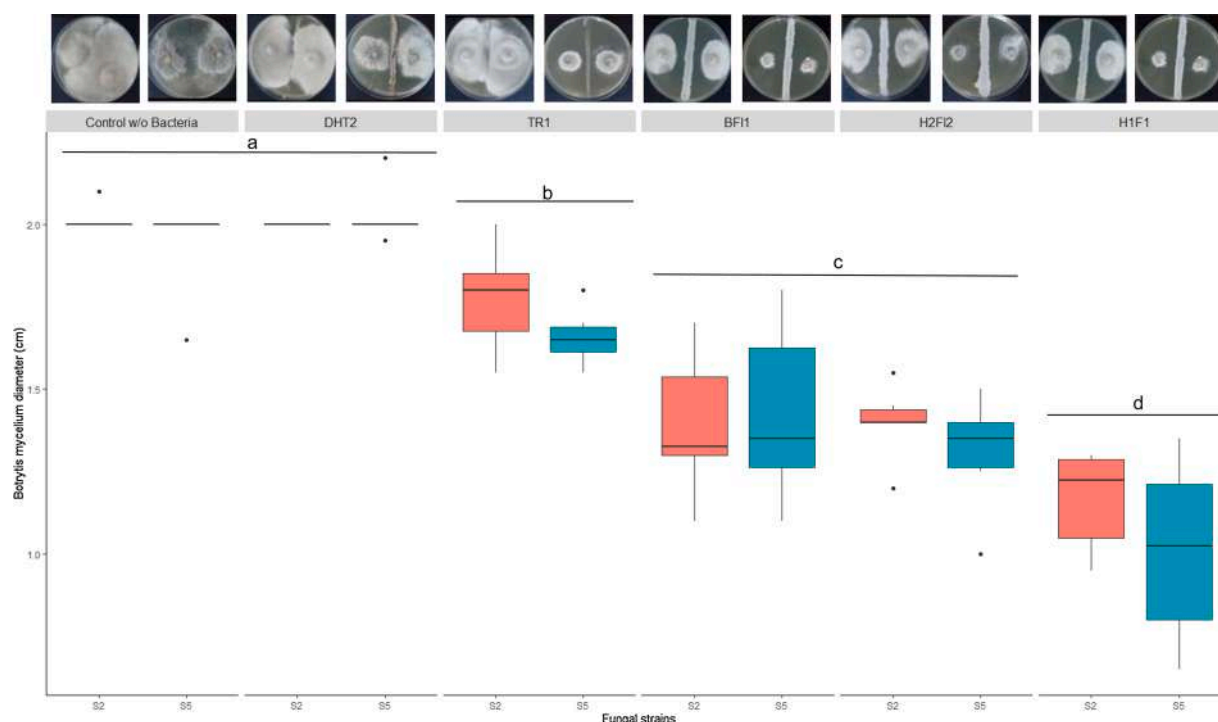 Control w/o Bacteria DHT2 TR1 BFI1 H2FI2 H1F1
a
b
c
d
2.0
1.5
1.0
Botrytis mycelium diameter (cm)
S2 S5 S2 S5 S2 S5 S2 S5 S2 S5 S2 S5
Fungal strains